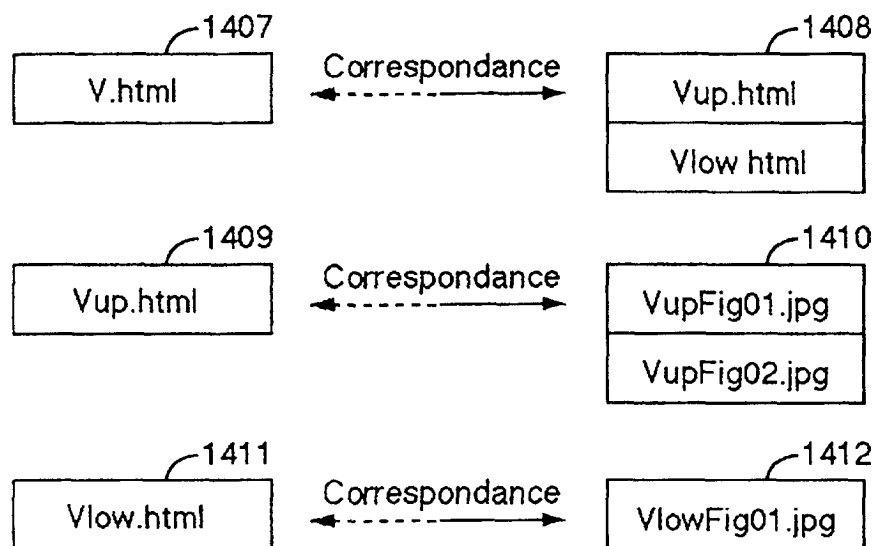 1407
1408
V.html
Correspondance
Vup.html
Vlow html
1409
1410
Vup.html
Correspondance
VupFig01.jpg
VupFig02.jpg
1411
1412
Vlow.html
Correspondance
VlowFig01.jpg